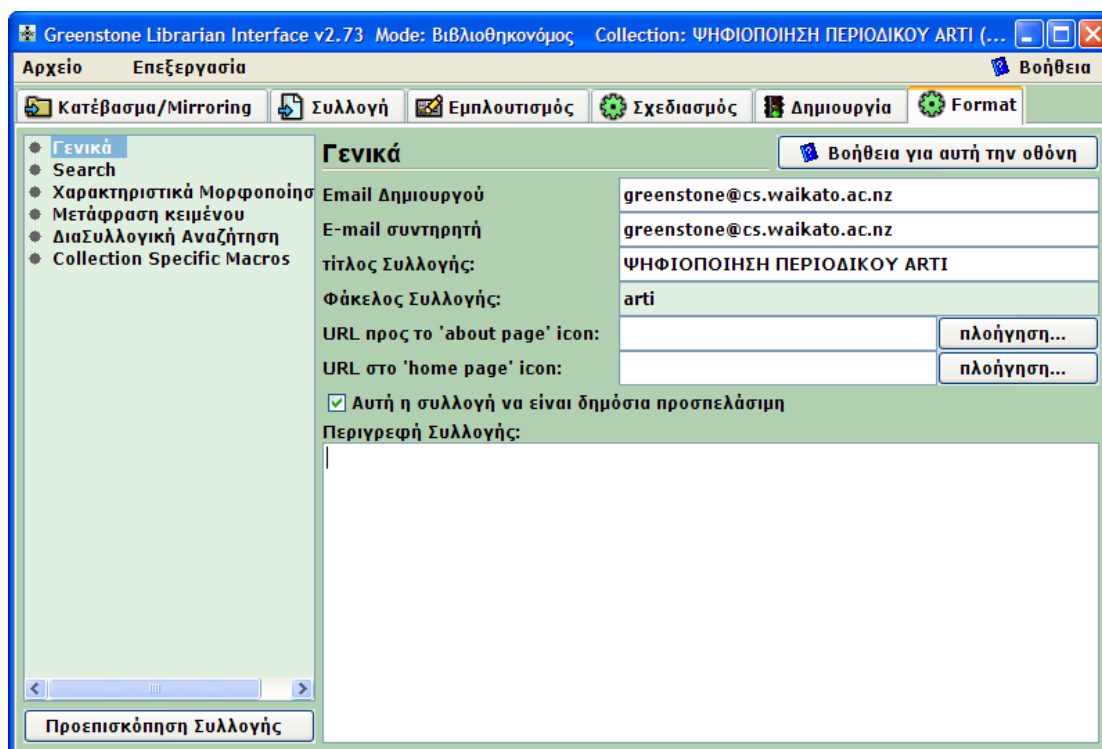 Greenstone Librarian Interface v2.73 Mode: Βιβλιοθηκονόμος Collection: ΨΗΦΙΟΠΟΙΗΣΗ ΠΕΡΙΟΔΙΚΟΥ ARTI (...
Αρχείο Επεξεργασία Βοήθεια
Κατέβασμα/Mirroring Συλλογή Εμπλουτισμός Σχεδιασμός Δημιουργία Format
Γενικά
Search
Χαρακτηριστικά Μορφοποίησ
Μετάφραση κειμένου
ΔιαΣυλλογική Αναζήτηση
Collection Specific Macros
Προεπισκόπηση Συλλογής
Γενικά Βοήθεια για αυτή την οθόνη
Email Δημιουργού greenstone@cs.waikato.ac.nz
E-mail συντηρητή greenstone@cs.waikato.ac.nz
τίτλος Συλλογής: ΨΗΦΙΟΠΟΙΗΣΗ ΠΕΡΙΟΔΙΚΟΥ ARTI
Φάκελος Συλλογής: arti
URL προς το 'about page' icon: πλοήγηση...
URL στο 'home page' icon: πλοήγηση...
Αυτή η συλλογή να είναι δημόσια προσπελάσιμη
Περιγρεφή Συλλογής: